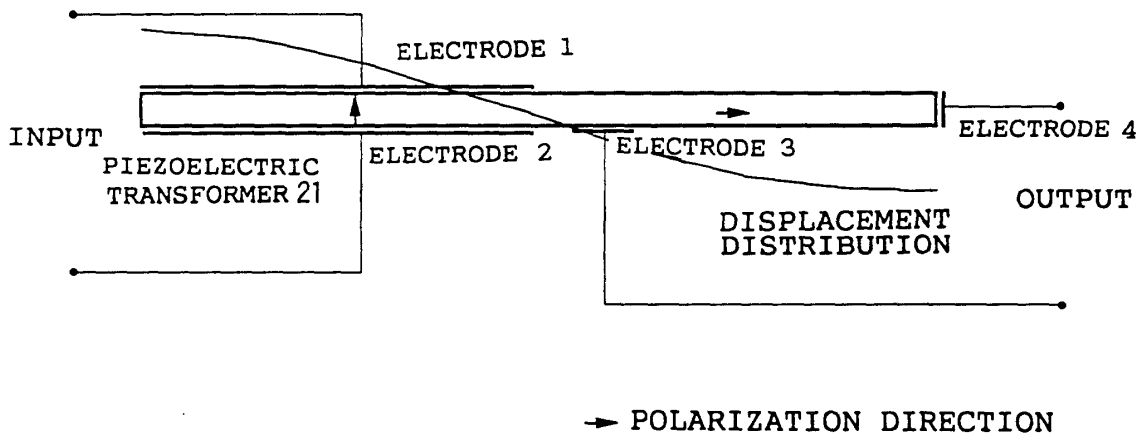 ELECTRODE 1
INPUT
ELECTRODE 4
ELECTRODE 2
ELECTRODE 3
PIEZOELECTRIC
TRANSFORMER 21
OUTPUT
DISPLACEMENT
DISTRIBUTION
POLARIZATION DIRECTION